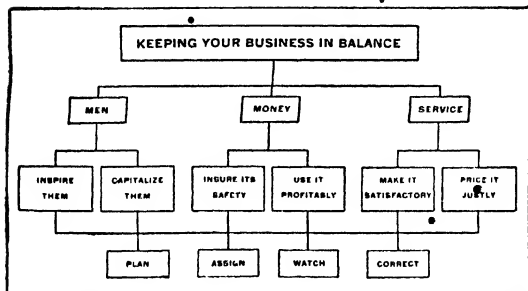 KEEPING YOUR BUSINESS IN BALANCE
MEN
MONEY
SERVICE
INSPIRE
THEM
CAPITALIZE
THEM
INSURE ITS
SAFETY
USE IT
PROFITABLY
MAKE IT
SATISFACTORY
PRICE IT
JUSTLY
PLAN
ASSIGN
WATCH
CORRECT